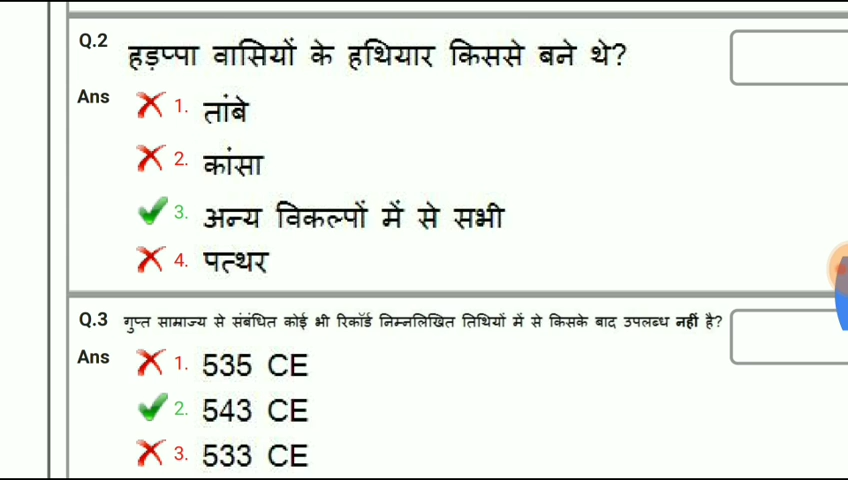 Q.2 हड़प्पा वासियों के हथियार किससे बने थे?
Ans 1. तांबे
2. कांसा
3. अन्य विकल्पों में से सभी
4. पत्थर
Q.3 गुप्त साम्राज्य से संबंधित कोई भी रिकॉर्ड निम्नलिखित तिथियों में से किसके बाद उपलब्ध नहीं है?
Ans 1. 535 CE
2. 543 CE
3. 533 CE